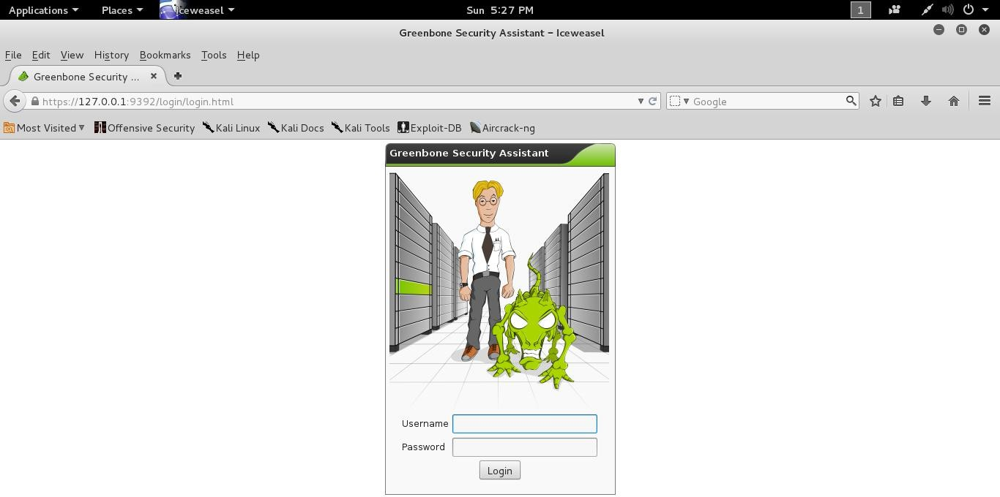 Applications Places Iceweasel Sun 5:27 PM 1
Greenbone Security Assistant – Iceweasel
File Edit View History Bookmarks Tools Help
Greenbone Security ...
https://127.0.0.1:9392/login/login.html Google
Most Visited Offensive Security Kali Linux Kali Docs Kali Tools Exploit-DB Aircrack-ng
Greenbone Security Assistant
Username
Password
Login